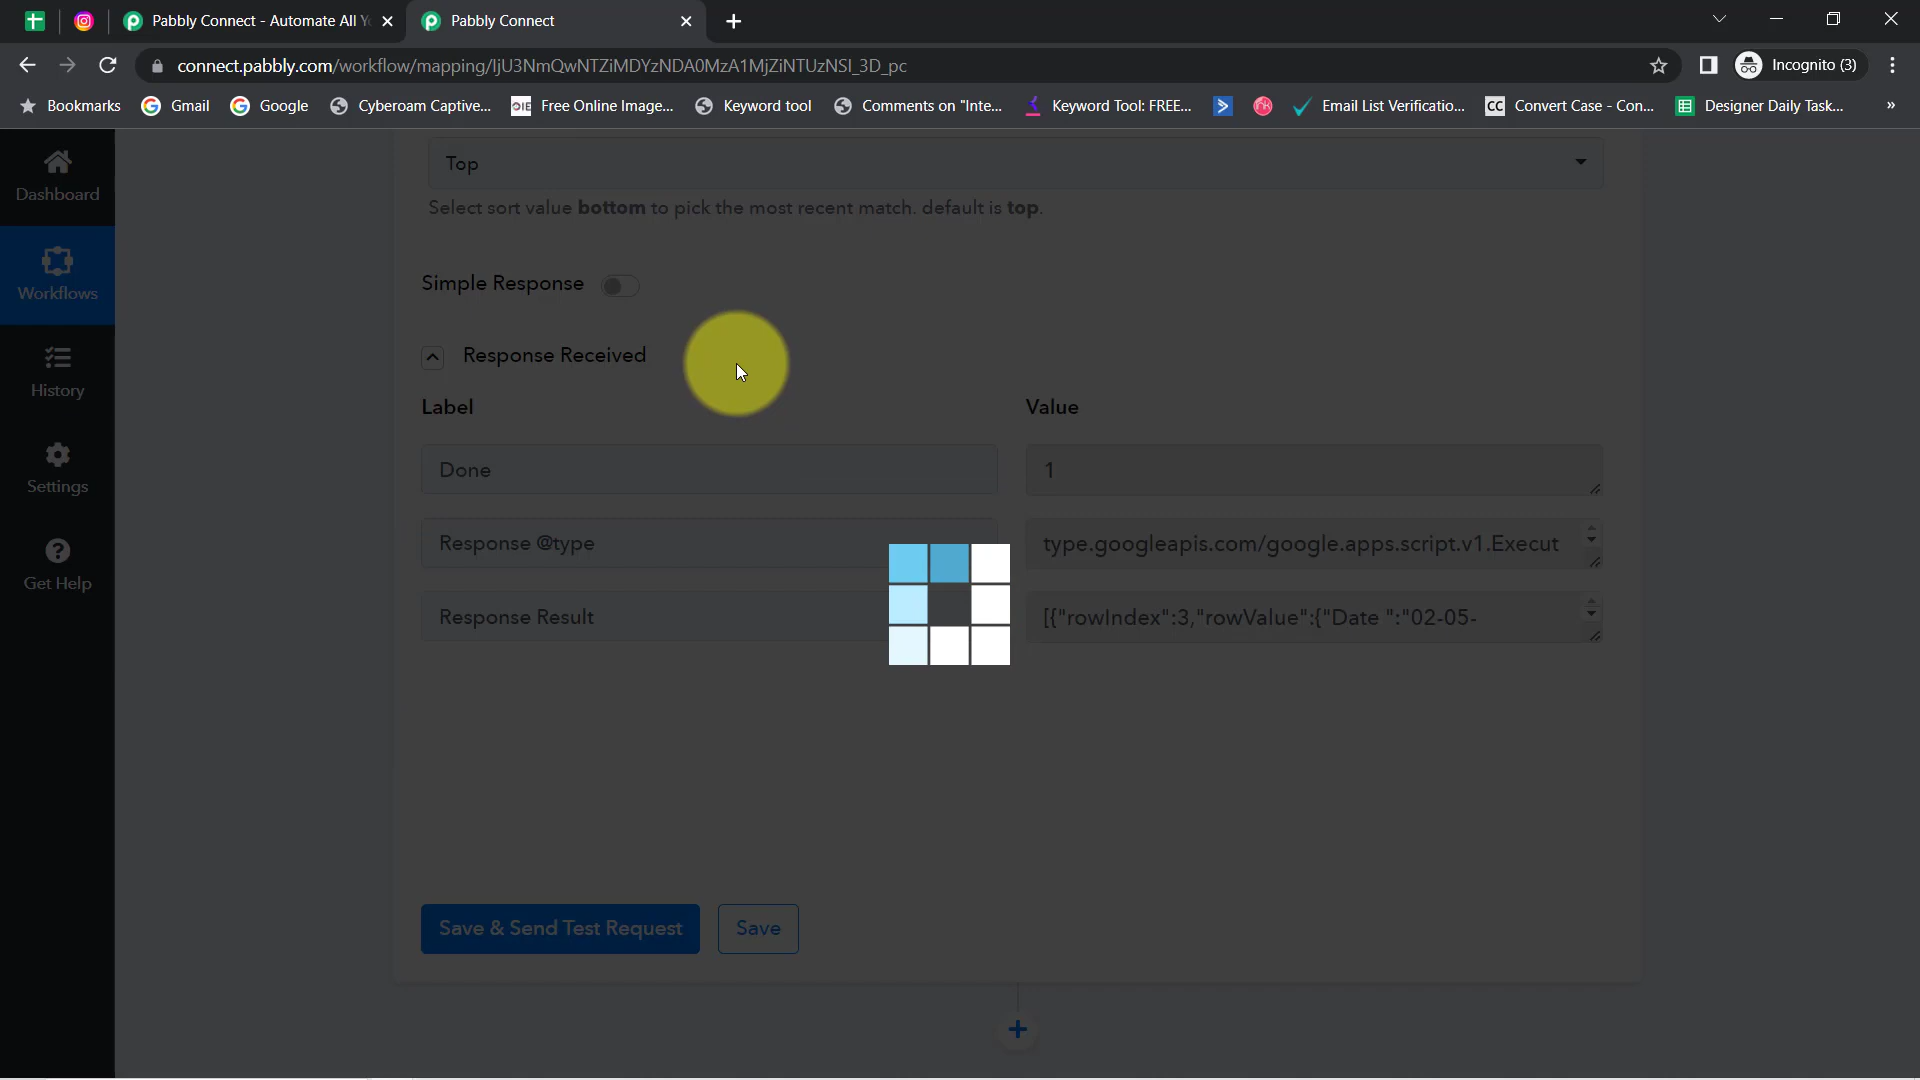 Pabbly Connect - Automate All Y
Pabbly Connect
connect.pabbly.com/workflow/mapping/IjU3NmQwNTZiMDYzNDA0MzA1MjZiNTUzNSI_3D_pc
Incognito (3)
Bookmarks
Gmail
Google
Cyberoam Captive...
OIE
Free Online Image...
Keyword tool
Comments on "Inte...
Keyword Tool: FREE...
Email List Verificatio...
CC
Convert Case - Con...
Designer Daily Task...
»
Dashboard
Workflows
History
Settings
Get Help
Top
Select sort value bottom to pick the most recent match. default is top.
Simple Response
Response Received
Label
Value
Done
1
Response @type
type.googleapis.com/google.apps.script.v1.Execut
Response Result
[{"rowIndex":3,"rowValue":{"Date ":"02-05-
Save & Send Test Request
Save